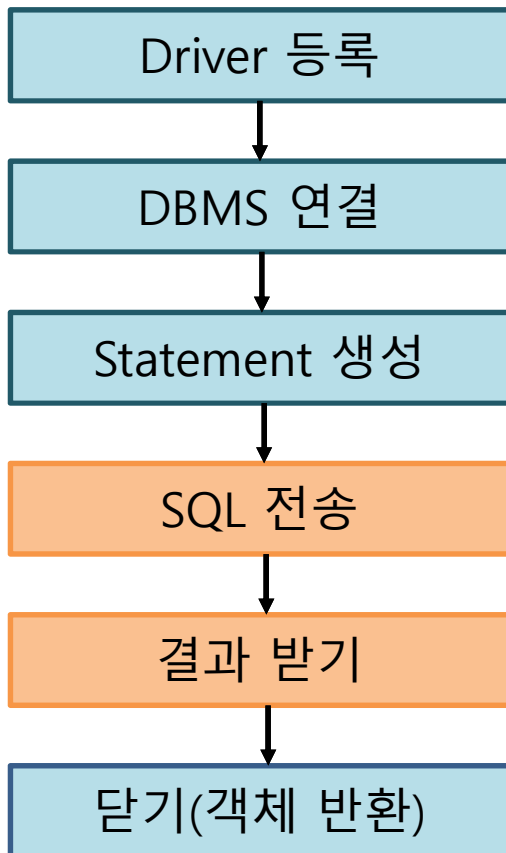 Driver 등록
DBMS 연결
Statement 생성
SQL 전송
결과 받기
닫기(객체 반환)